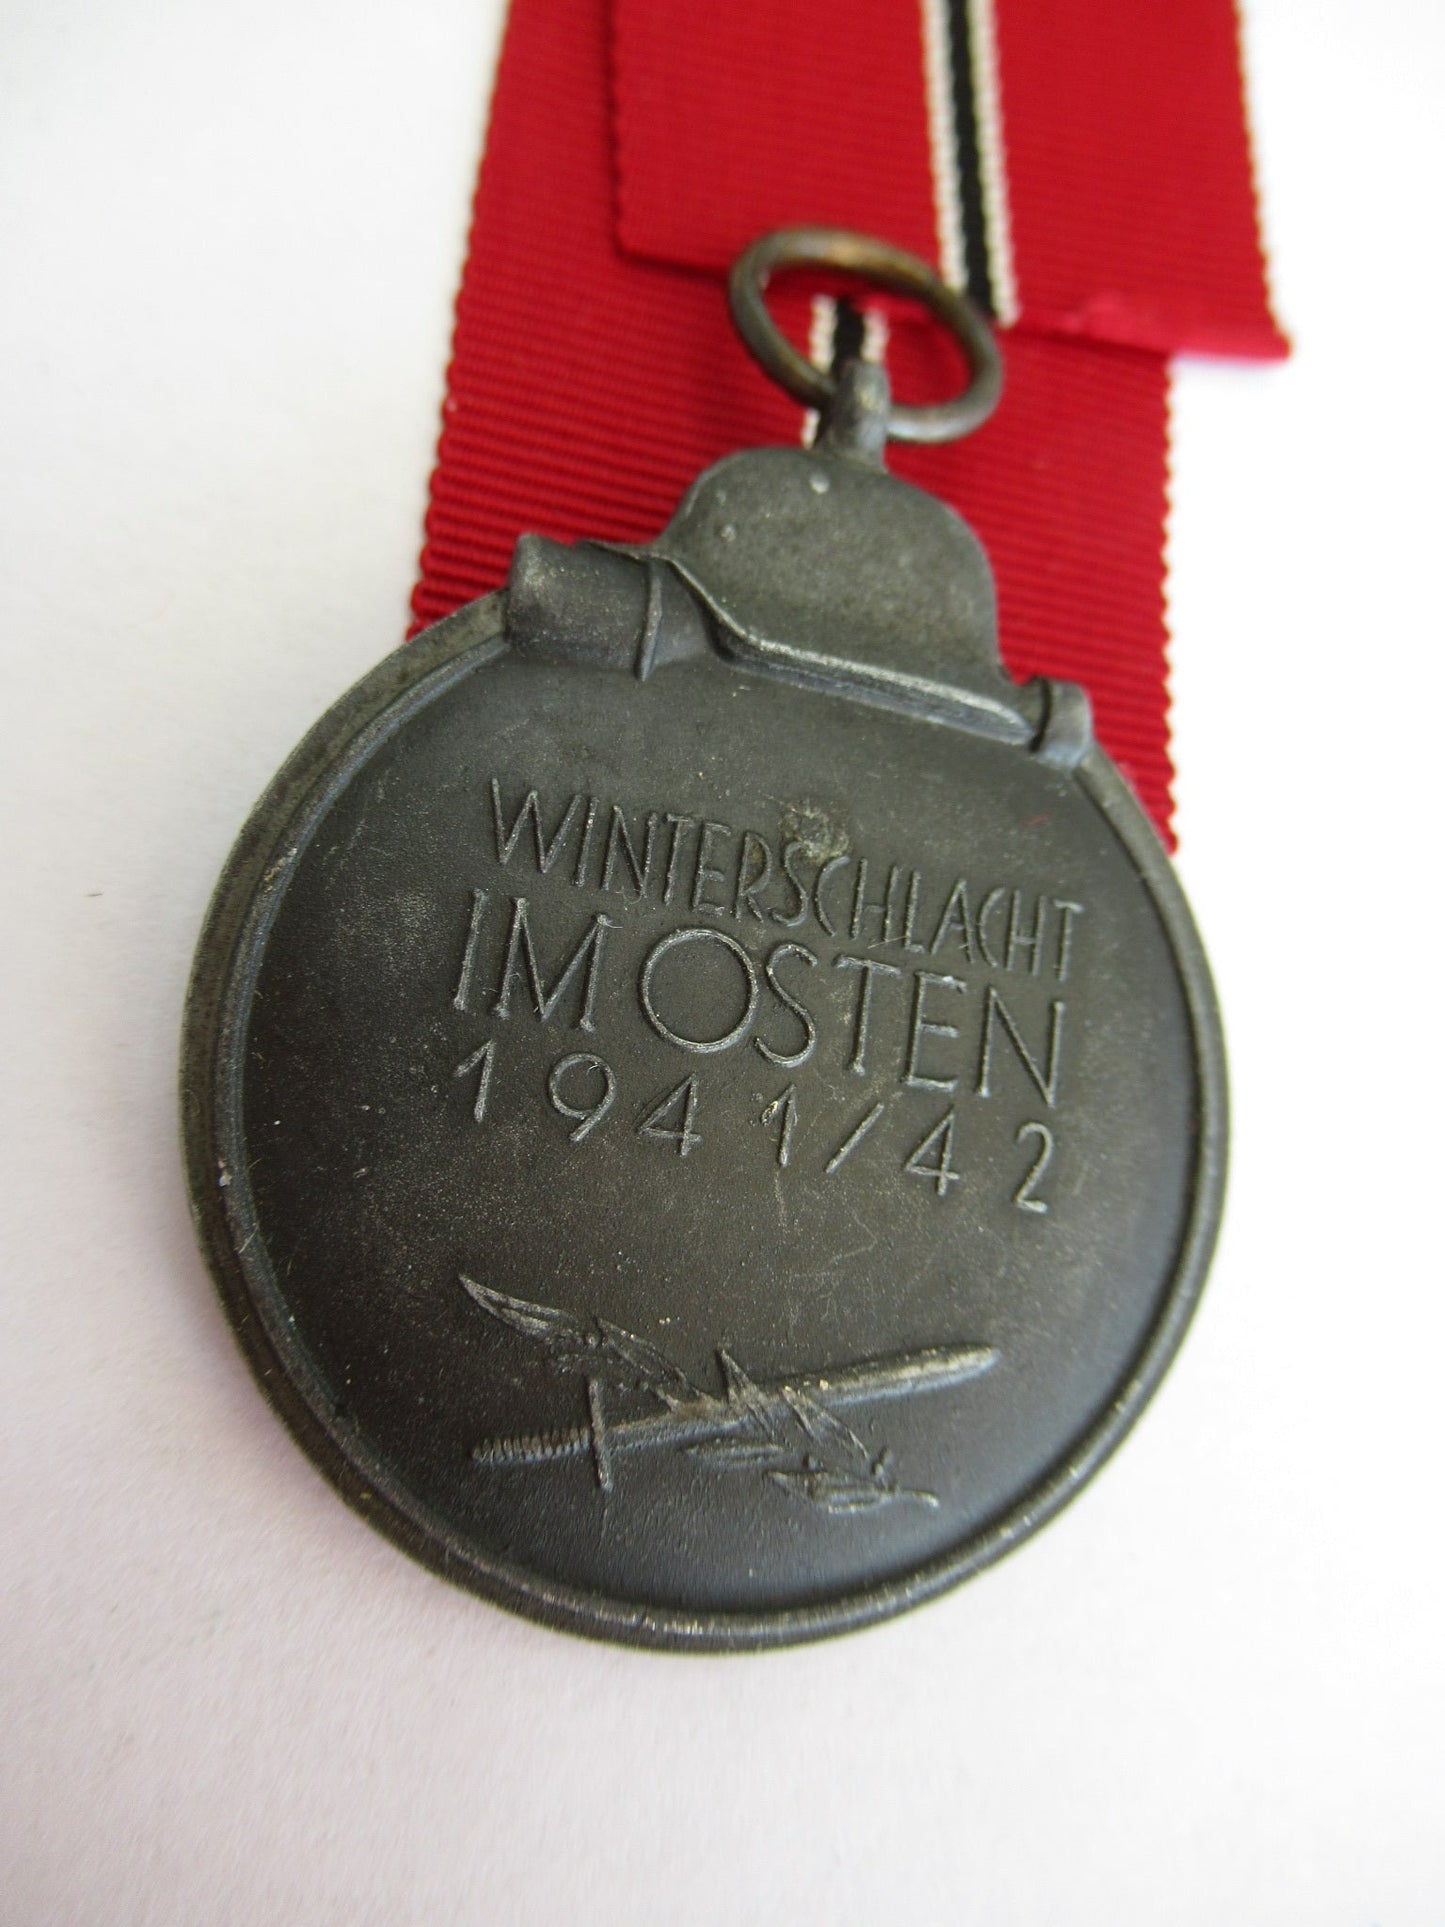 WINTERSCHLACHT
IM OSTEN
1941/42